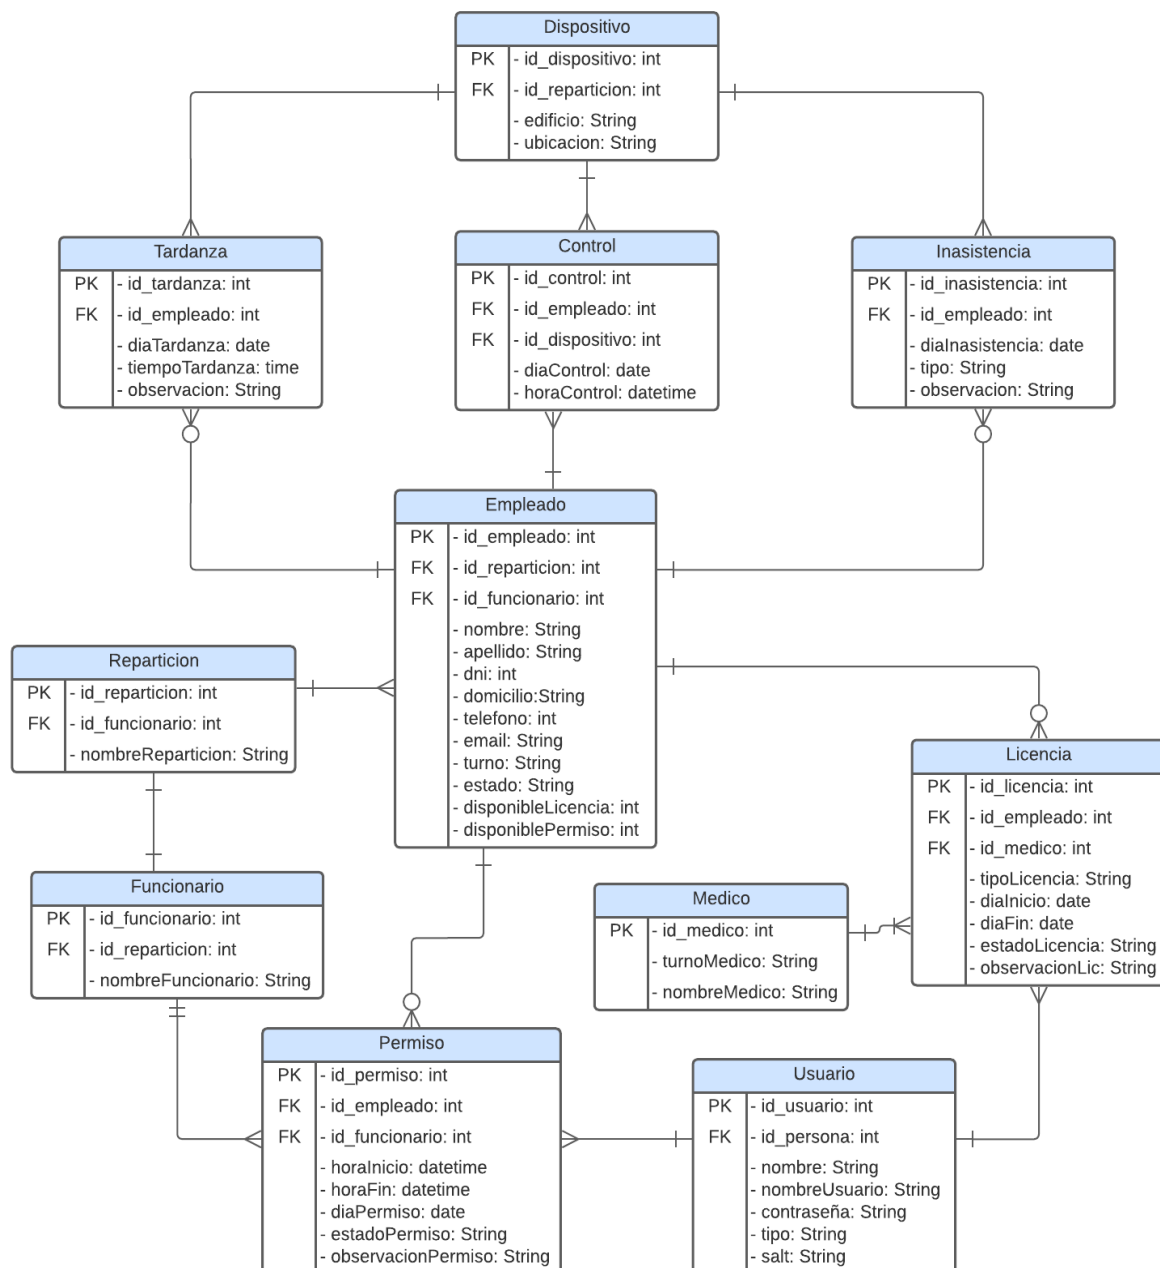 Dispositivo
PK - id_dispositivo: int
FK - id_reparticion: int
- edificio: String
- ubicacion: String
Tardanza
PK - id_tardanza: int
FK - id_empleado: int
- diaTardanza: date
- tiempoTardanza: time
- observacion: String
Control
PK - id_control: int
FK - id_empleado: int
FK - id_dispositivo: int
- diaControl: date
- horaControl: datetime
Inasistencia
PK - id_inasistencia: int
FK - id_empleado: int
- diaInasistencia: date
- tipo: String
- observacion: String
Empleado
PK - id_empleado: int
FK - id_reparticion: int
FK - id_funcionario: int
- nombre: String
- apellido: String
- dni: int
- domicilio:String
- telefono: int
- email: String
- turno: String
- estado: String
- disponibleLicencia: int
- disponiblePermiso: int
Reparticion
PK - id_reparticion: int
FK - id_funcionario: int
- nombreReparticion: String
Licencia
PK - id_licencia: int
FK - id_empleado: int
FK - id_medico: int
- tipoLicencia: String
- diaInicio: date
- diaFin: date
- estadoLicencia: String
- observacionLic: String
Funcionario
PK - id_funcionario: int
FK - id_reparticion: int
- nombreFuncionario: String
Medico
PK - id_medico: int
- turnoMedico: String
- nombreMedico: String
Permiso
PK - id_permiso: int
FK - id_empleado: int
FK - id_funcionario: int
- horaInicio: datetime
- horaFin: datetime
- diaPermiso: date
- estadoPermiso: String
- observacionPermiso: String
Usuario
PK - id_usuario: int
FK - id_persona: int
- nombre: String
- nombreUsuario: String
- contraseña: String
- tipo: String
- salt: String